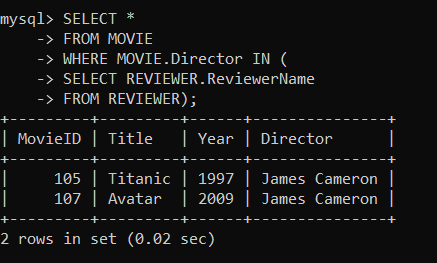 mysql> SELECT *
    -> FROM MOVIE
    -> WHERE MOVIE.Director IN (
    -> SELECT REVIEWER.ReviewerName
    -> FROM REVIEWER);
+---------+---------+------+---------------+
| MovieID | Title   | Year | Director      |
+---------+---------+------+---------------+
|     105 | Titanic | 1997 | James Cameron |
|     107 | Avatar  | 2009 | James Cameron |
+---------+---------+------+---------------+
2 rows in set (0.02 sec)